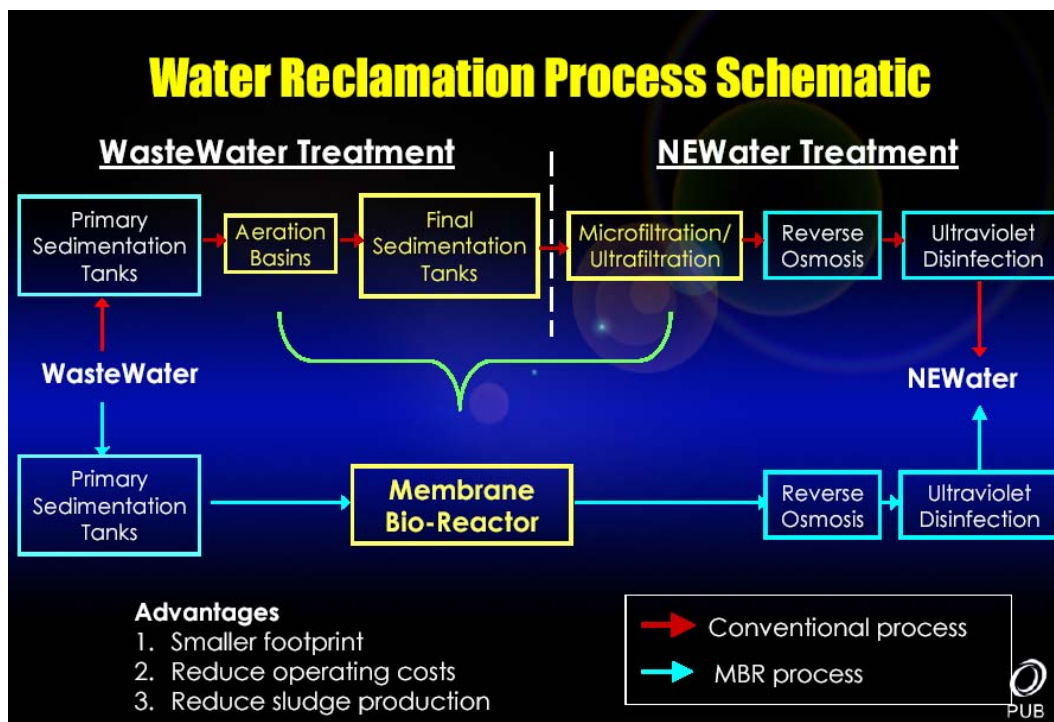 Water Reclamation Process Schematic
WasteWater Treatment
NEWater Treatment
Primary
Sedimentation
Tanks
Aeration
Basins
Final
Sedimentation
Tanks
Microfiltration/
Ultrafiltration
Reverse
Osmosis
Ultraviolet
Disinfection
WasteWater
NEWater
Primary
Sedimentation
Tanks
Membrane
Bio-Reactor
Reverse
Osmosis
Ultraviolet
Disinfection
Advantages
1. Smaller footprint
2. Reduce operating costs
3. Reduce sludge production
Conventional process
MBR process
PUB